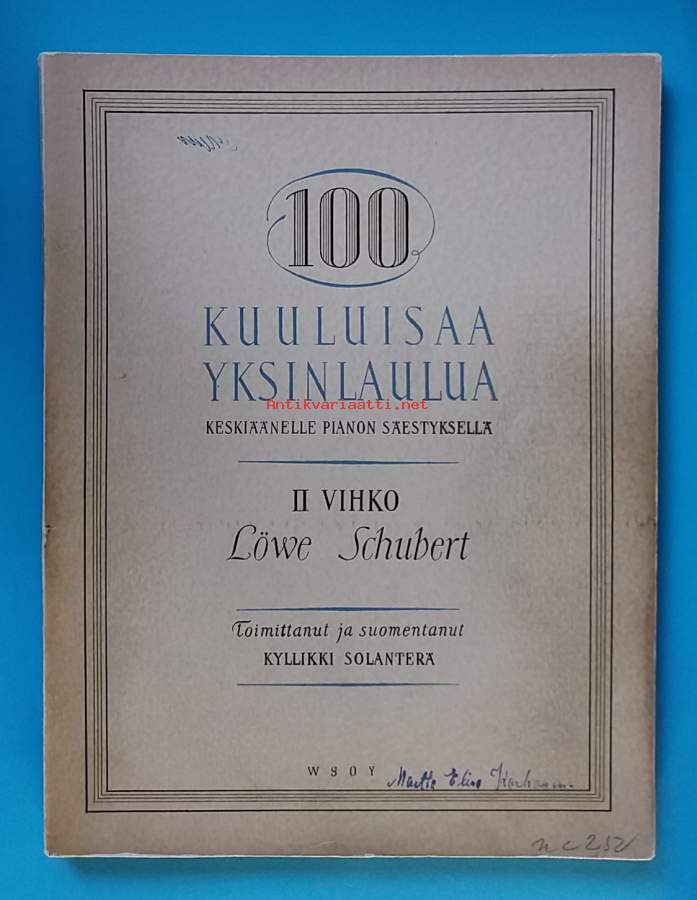 100
KUULUISAA
YKSINLAULUA
Antikvariaatti.net
KESKIÄÄNELLE PIANON SÄESTYKSELLÄ
II VIHKO
Löwe Schubert
Toimittanut ja suomentanut
KYLLIKKI SOLANTERÄ
WSOY